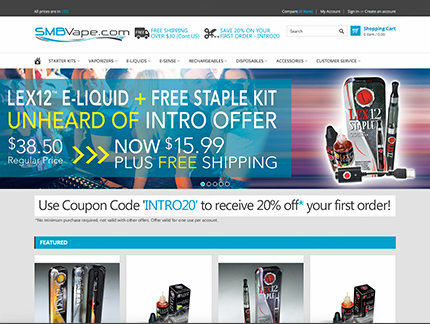 All prices are in USD
Compare (0 items) | My Account | Sign in or Create an account
SMBVape.com
FREE SHIPPING
OVER $30 (Cont US)
SAVE 20% ON YOUR
FIRST ORDER - INTRO20
Search
Shopping Cart
0 item / 0.00
STARTER KITS
VAPORIZERS
E-LIQUIDS
E-SENSE
RECHARGEABLES
DISPOSABLES
ACCESSORIES
CUSTOMER SERVICE
LEX12™ E-LIQUID + FREE STAPLE KIT
UNHEARD OF INTRO OFFER
$38.50
Regular Price
>>>
NOW $15.99
PLUS FREE SHIPPING
LEX12
STAPLE
Use Coupon Code 'INTRO20' to receive 20% off* your first order!
*No minimum purchase required, not valid with other offers. Offer valid for one use per account.
FEATURED
LEX12